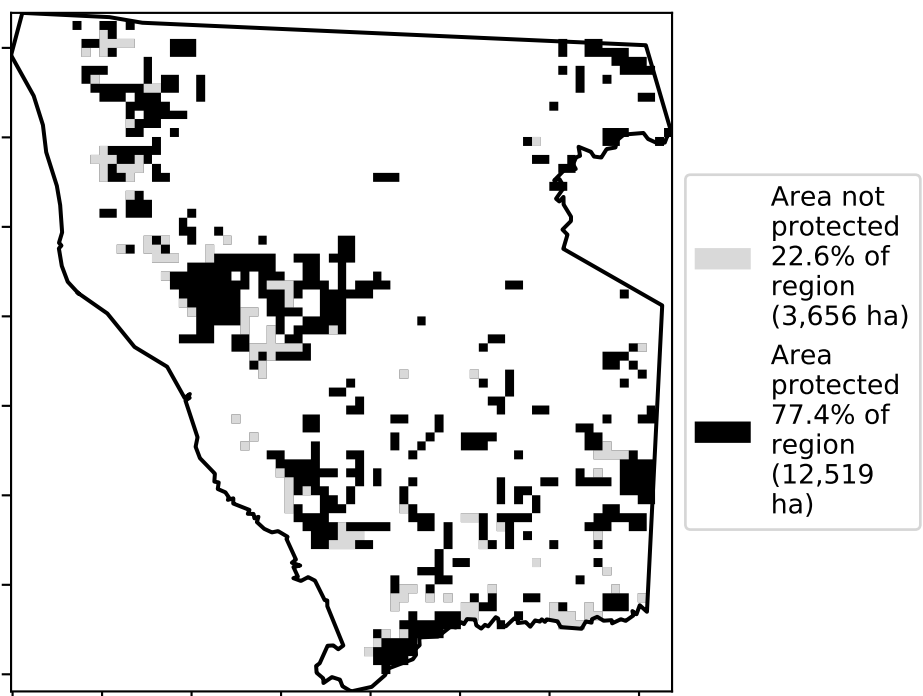 Area not
protected
22.6% of
region
(3,656 ha)
Area
protected
77.4% of
region
(12,519
ha)